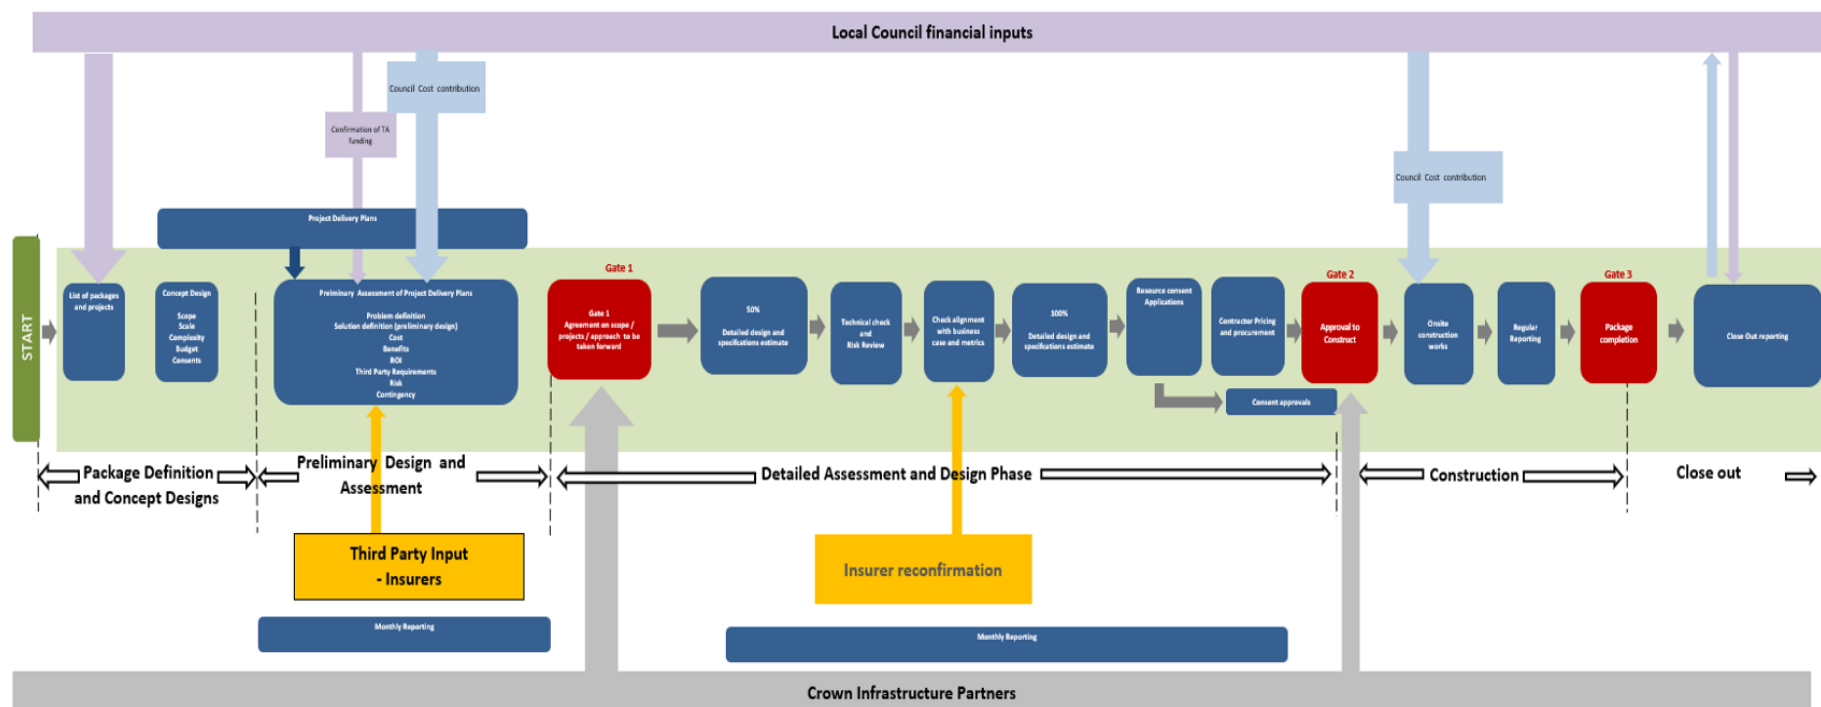 Local Council financial inputs
Council Cost contribution
Confirmation of TA
funding
Council Cost contribution
Project Delivery Plans
START
List of packages
and projects
Concept Design
Scope
Scale
Complexity
Budget
Consents
Preliminary Assessment of Project Delivery Plans
Problem definition
Solution definition (preliminary design)
Cost
Benefits
ROI
Third Party Requirements
Risk
Contingency
Gate 1
Gate 1
Agreement on scope /
projects / approach to be
taken forward
50%
Detailed design and
specifications estimate
Technical check
and
Risk Review
Check alignment
with business
case and metrics
100%
Detailed design and
specifications estimate
Resource consent
Applications
Contractor Pricing
and procurement
Consent approvals
Gate 2
Approval to
Construct
Onsite
construction
works
Regular
Reporting
Gate 3
Package
completion
Close Out reporting
Package Definition
and Concept Designs
Preliminary Design and
Assessment
Detailed Assessment and Design Phase
Construction
Close out
Third Party Input
- Insurers
Insurer reconfirmation
Monthly Reporting
Monthly Reporting
Crown Infrastructure Partners